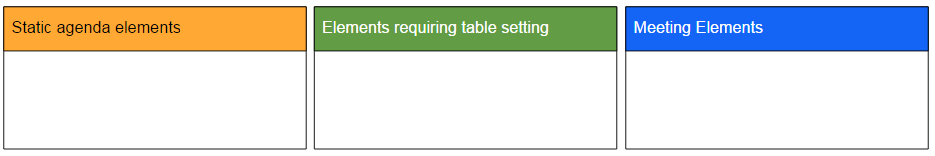 Static agenda elements
Elements requiring table setting
Meeting Elements